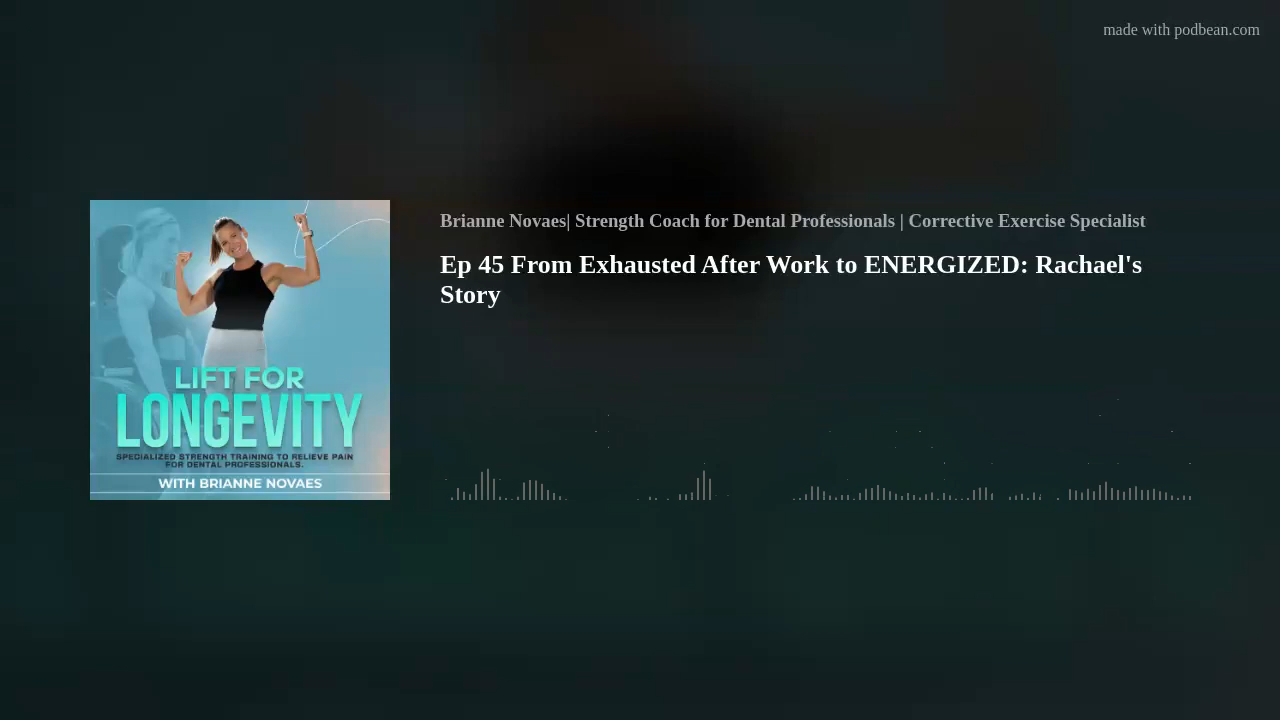 made with podbean.com
Brianne Novaes| Strength Coach for Dental Professionals | Corrective Exercise Specialist
Ep 45 From Exhausted After Work to ENERGIZED: Rachael's
Story
LIFT FOR
LONGEVITY
SPECIALIZED STRENGTH TRAINING TO RELIEVE PAIN
FOR DENTAL PROFESSIONALS.
WITH BRIANNE NOVAES